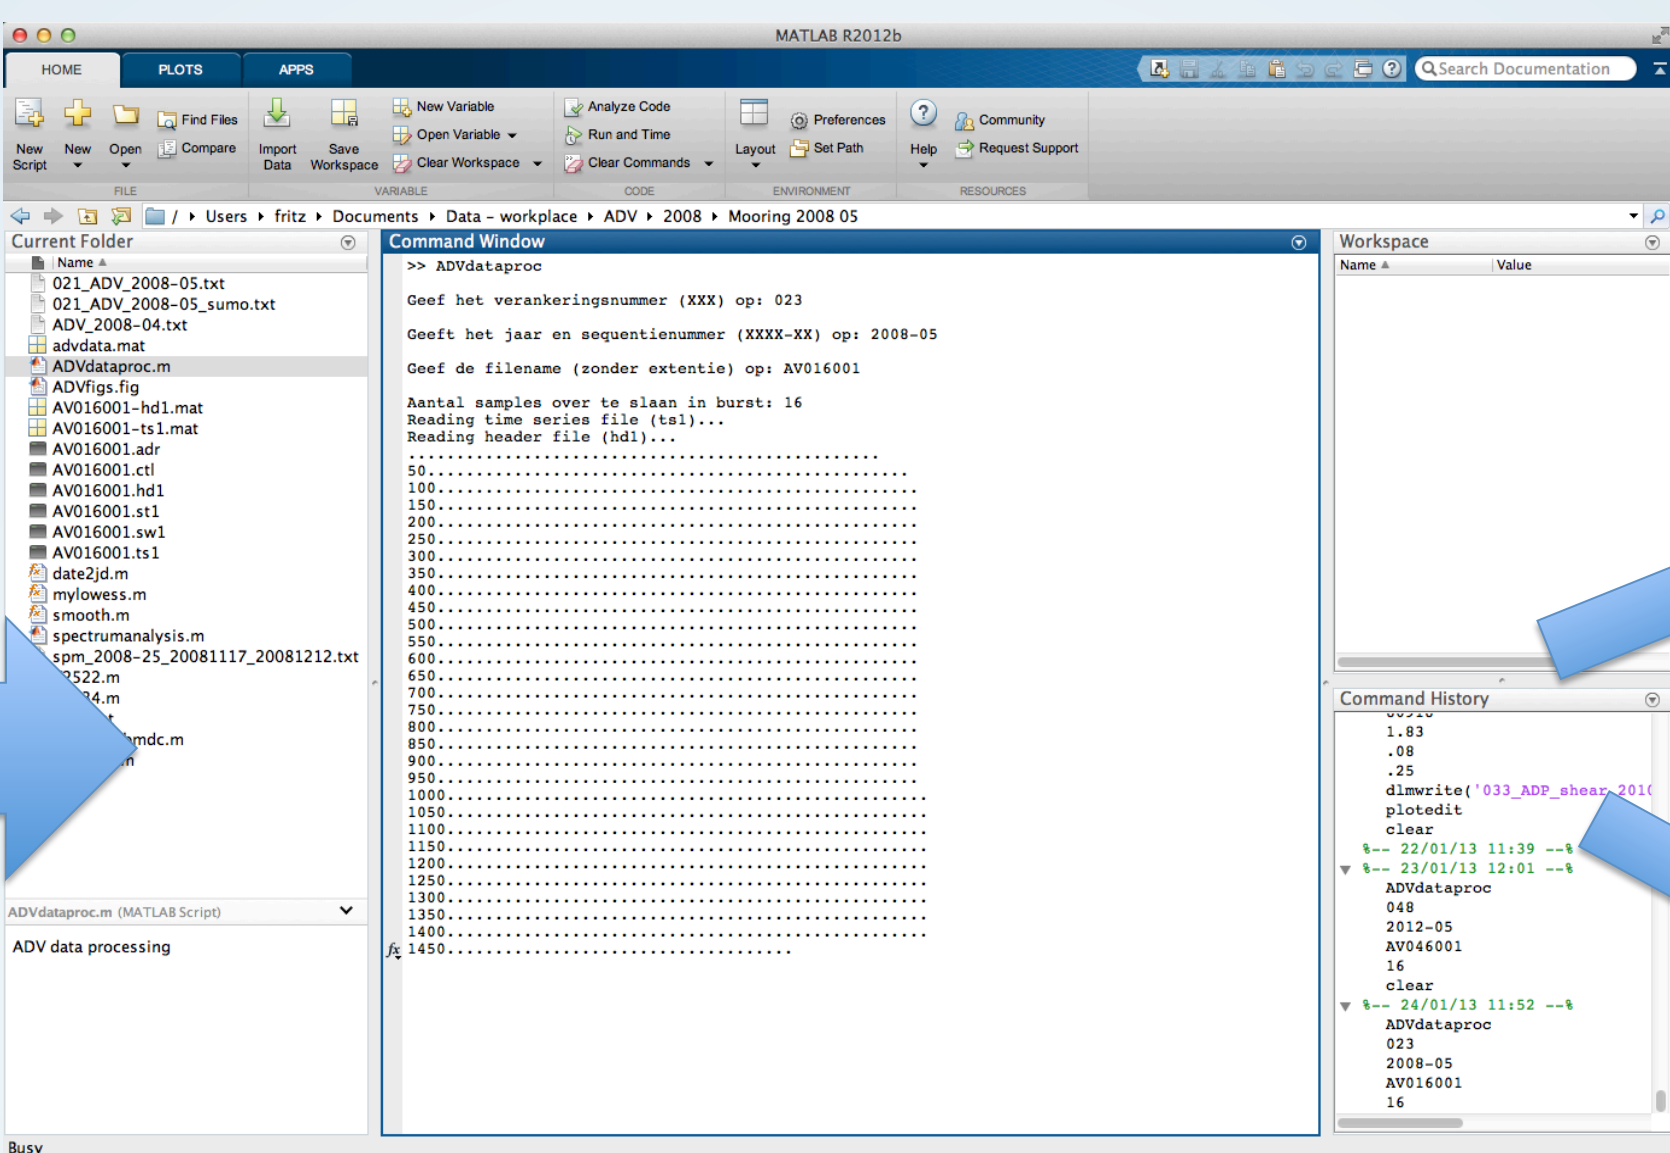 MATLAB R2012b
HOME PLOTS APPS
Search Documentation
New Script
New
Open
Find Files
Compare
Import Data
Save Workspace
New Variable
Open Variable
Clear Workspace
Analyze Code
Run and Time
Clear Commands
Layout
Preferences
Set Path
Help
Community
Request Support
FILE VARIABLE CODE ENVIRONMENT RESOURCES
/ Users fritz Documents Data - workplace ADV 2008 Mooring 2008 05
Current Folder
Name
021_ADV_2008-05.txt
021_ADV_2008-05_sumo.txt
ADV_2008-04.txt
advdata.mat
ADVdataproc.m
ADVfigs.fig
AV016001-hd1.mat
AV016001-ts1.mat
AV016001.adr
AV016001.ctl
AV016001.hd1
AV016001.st1
AV016001.sw1
AV016001.ts1
date2jd.m
mylowess.m
smooth.m
spectrumanalysis.m
spm_2008-25_20081117_20081212.txt
2522.m
4.m
mdc.m
ADVdataproc.m (MATLAB Script)
ADV data processing
Busy
Command Window
>> ADVdataproc
Geef het verankeringsnummer (XXX) op: 023
Geeft het jaar en sequentienummer (XXXX-XX) op: 2008-05
Geef de filename (zonder extentie) op: AV016001
Aantal samples over te slaan in burst: 16
Reading time series file (ts1)...
Reading header file (hd1)...
.................................................
50..................................................
100..................................................
150..................................................
200..................................................
250..................................................
300..................................................
350..................................................
400..................................................
450..................................................
500..................................................
550..................................................
600..................................................
650..................................................
700..................................................
750..................................................
800..................................................
850..................................................
900..................................................
950..................................................
1000..................................................
1050..................................................
1100..................................................
1150..................................................
1200..................................................
1250..................................................
1300..................................................
1350..................................................
1400..................................................
fx 1450....................................
Workspace
Name Value
Command History
1.83
.08
.25
dlmwrite('033_ADP_shear_201
plotedit
clear
%-- 22/01/13 11:39 --%
%-- 23/01/13 12:01 --%
ADVdataproc
048
2012-05
AV046001
16
clear
%-- 24/01/13 11:52 --%
ADVdataproc
023
2008-05
AV016001
16